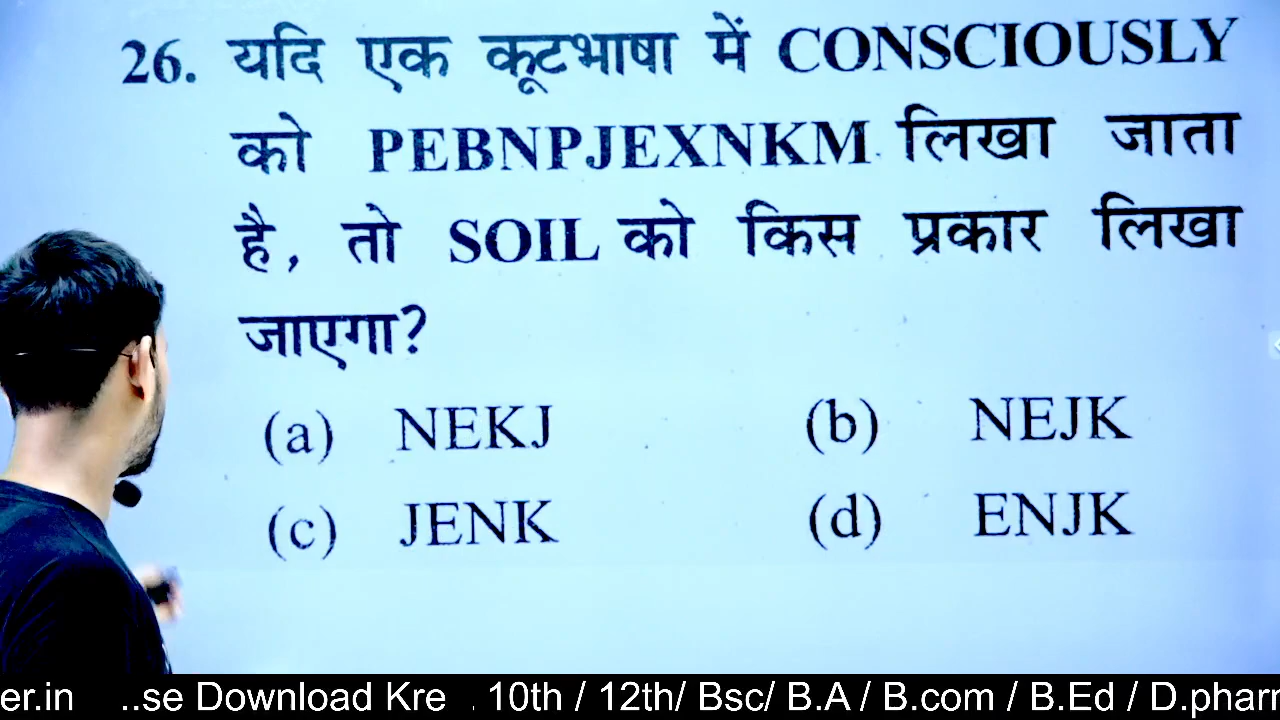 26. यदि एक कूटभाषा में CONSCIOUSLY
को PEBNPJEXNKM लिखा जाता
है, तो SOIL को किस प्रकार लिखा
जाएगा?
(a) NEKJ (b) NEJK
(c) JENK (d) ENJK
er.in ..se Download Kre . 10th / 12th/ Bsc/ B.A / B.com / B.Ed / D.pharr